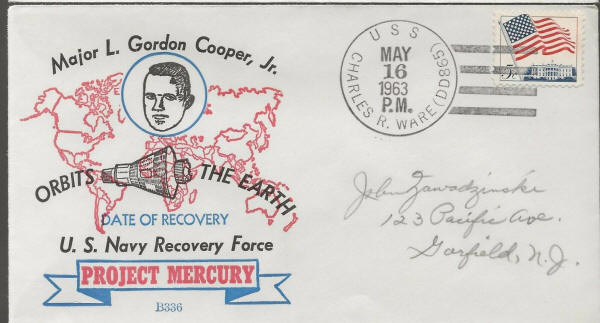 Major L. Gordon Cooper, Jr.
ORBITS THE EARTH
DATE OF RECOVERY
U. S. Navy Recovery Force
PROJECT MERCURY
B336
USS
CHARLES R. WARE (DD865)
MAY
16
1963
P.M.
5¢
John Zawodzinski
123 Pacific Ave.
Garfield, N.J.